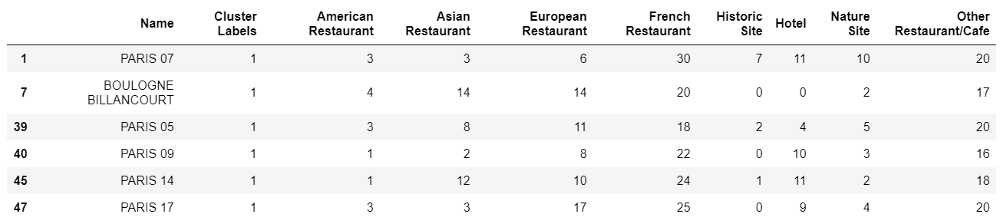 Name Cluster Labels American Restaurant Asian Restaurant European Restaurant French Restaurant Historic Site Hotel Nature Site Other Restaurant/Cafe
1 PARIS 07 1 3 3 6 30 7 11 10 20
7 BOULOGNE BILLANCOURT 1 4 14 14 20 0 0 2 17
39 PARIS 05 1 3 8 11 18 2 4 5 20
40 PARIS 09 1 1 2 8 22 0 10 3 16
45 PARIS 14 1 1 12 10 24 1 11 2 18
47 PARIS 17 1 3 3 17 25 0 9 4 20